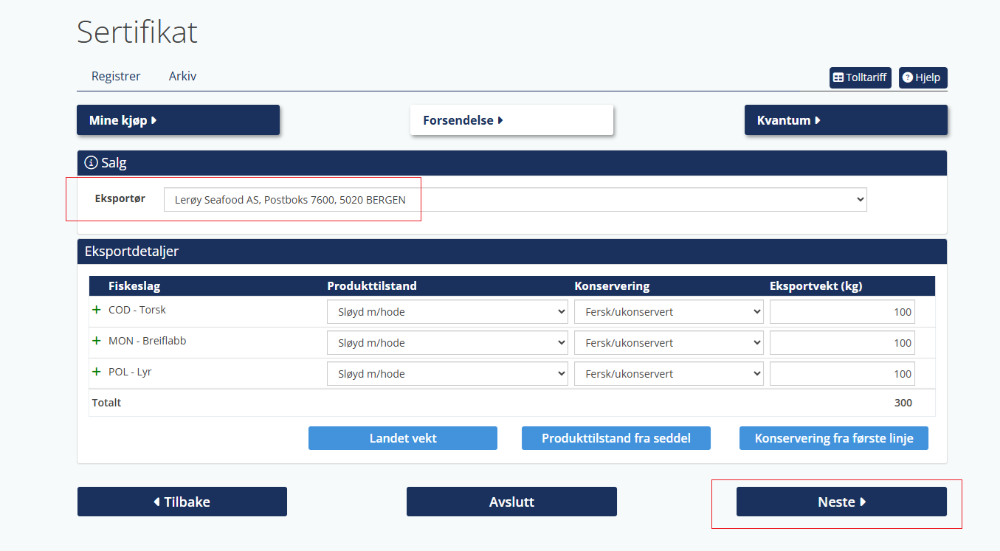 Sertifikat
Registrer Arkiv Tolltariff Hjelp
Mine kjøp Forsendelse Kvantum
Salg
Eksportør Lerøy Seafood AS, Postboks 7600, 5020 BERGEN
Eksportdetaljer
Fiskeslag Produkttilstand Konservering Eksportvekt (kg)
+ COD - Torsk Sløyd m/hode Fersk/ukonservert 100
+ MON - Breiflabb Sløyd m/hode Fersk/ukonservert 100
+ POL - Lyr Sløyd m/hode Fersk/ukonservert 100
Totalt 300
Landet vekt Produkttilstand fra seddel Konservering fra første linje
Tilbake Avslutt Neste